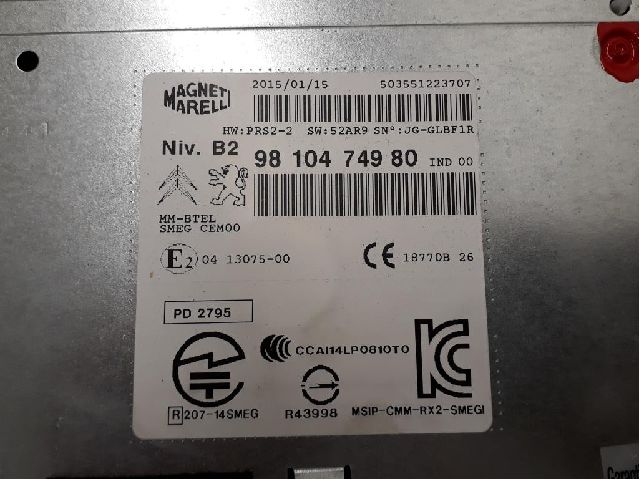 MAGNETI
MARELLI
2015/01/15 503551223707
HW:PRS2-2 SW:52AR9 SN°:JG-GLBF1R
Niv. B2
98 104 749 80 IND 00
MM-BTEL
SMEG CEM00
E2 04 13075-00
CE 18770B 26
PD 2795
CCAI14LP0810T0
R 207-14SMEG
R43998
MSIP-CMM-RX2-SMEGI